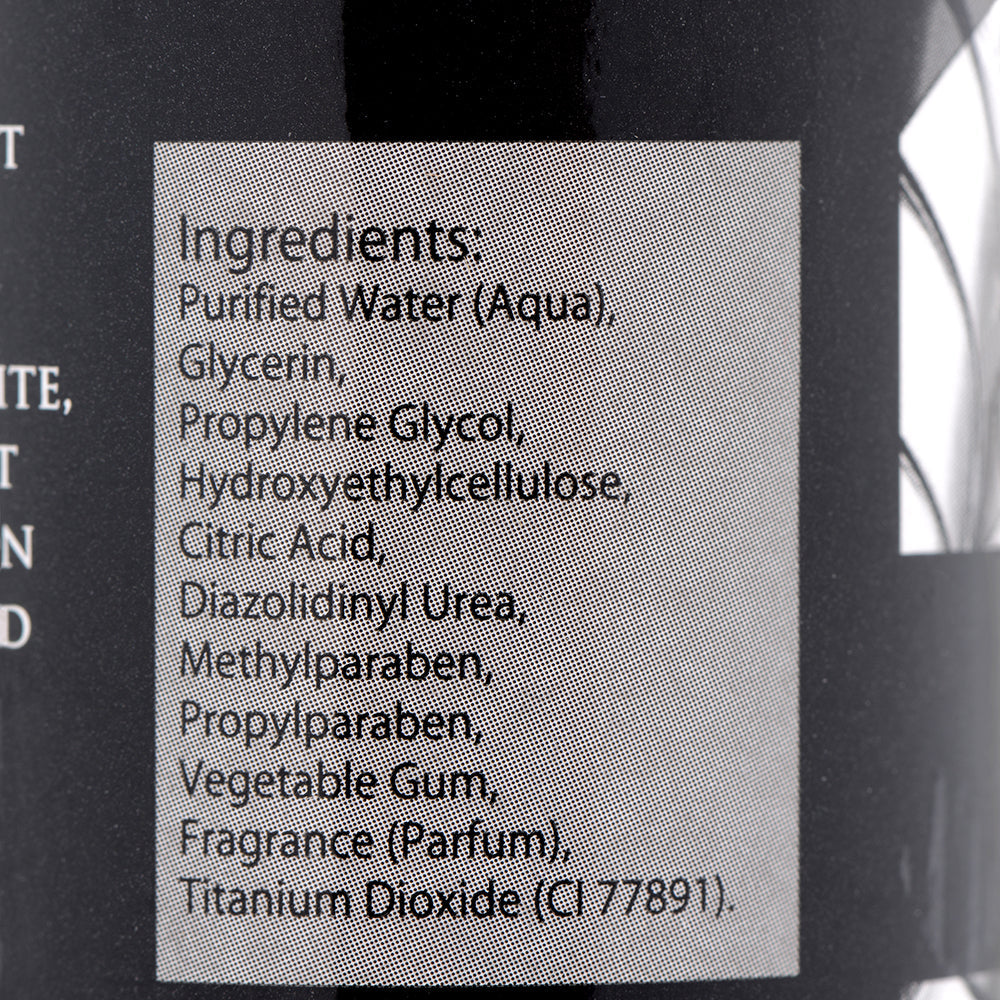 T
ITE,
T
N
D
Ingredients:
Purified Water (Aqua),
Glycerin,
Propylene Glycol,
Hydroxyethylcellulose,
Citric Acid,
Diazolidinyl Urea,
Methylparaben,
Propylparaben,
Vegetable Gum,
Fragrance (Parfum),
Titanium Dioxide (CI 77891).